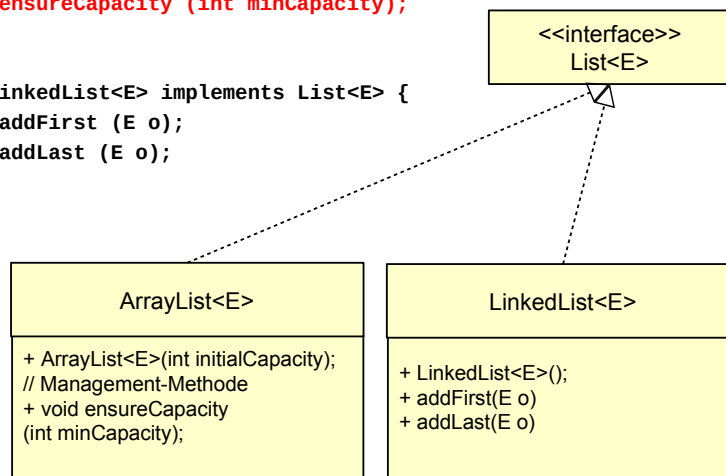 ensureCapacity (int minCapacity);
<<interface>>
List<E>
inkedList<E> implements List<E> {
addFirst (E o);
addLast (E o);
ArrayList<E>
+ ArrayList<E>(int initialCapacity);
// Management-Methode
+ void ensureCapacity
(int minCapacity);
LinkedList<E>
+ LinkedList<E>();
+ addFirst(E o)
+ addLast(E o)